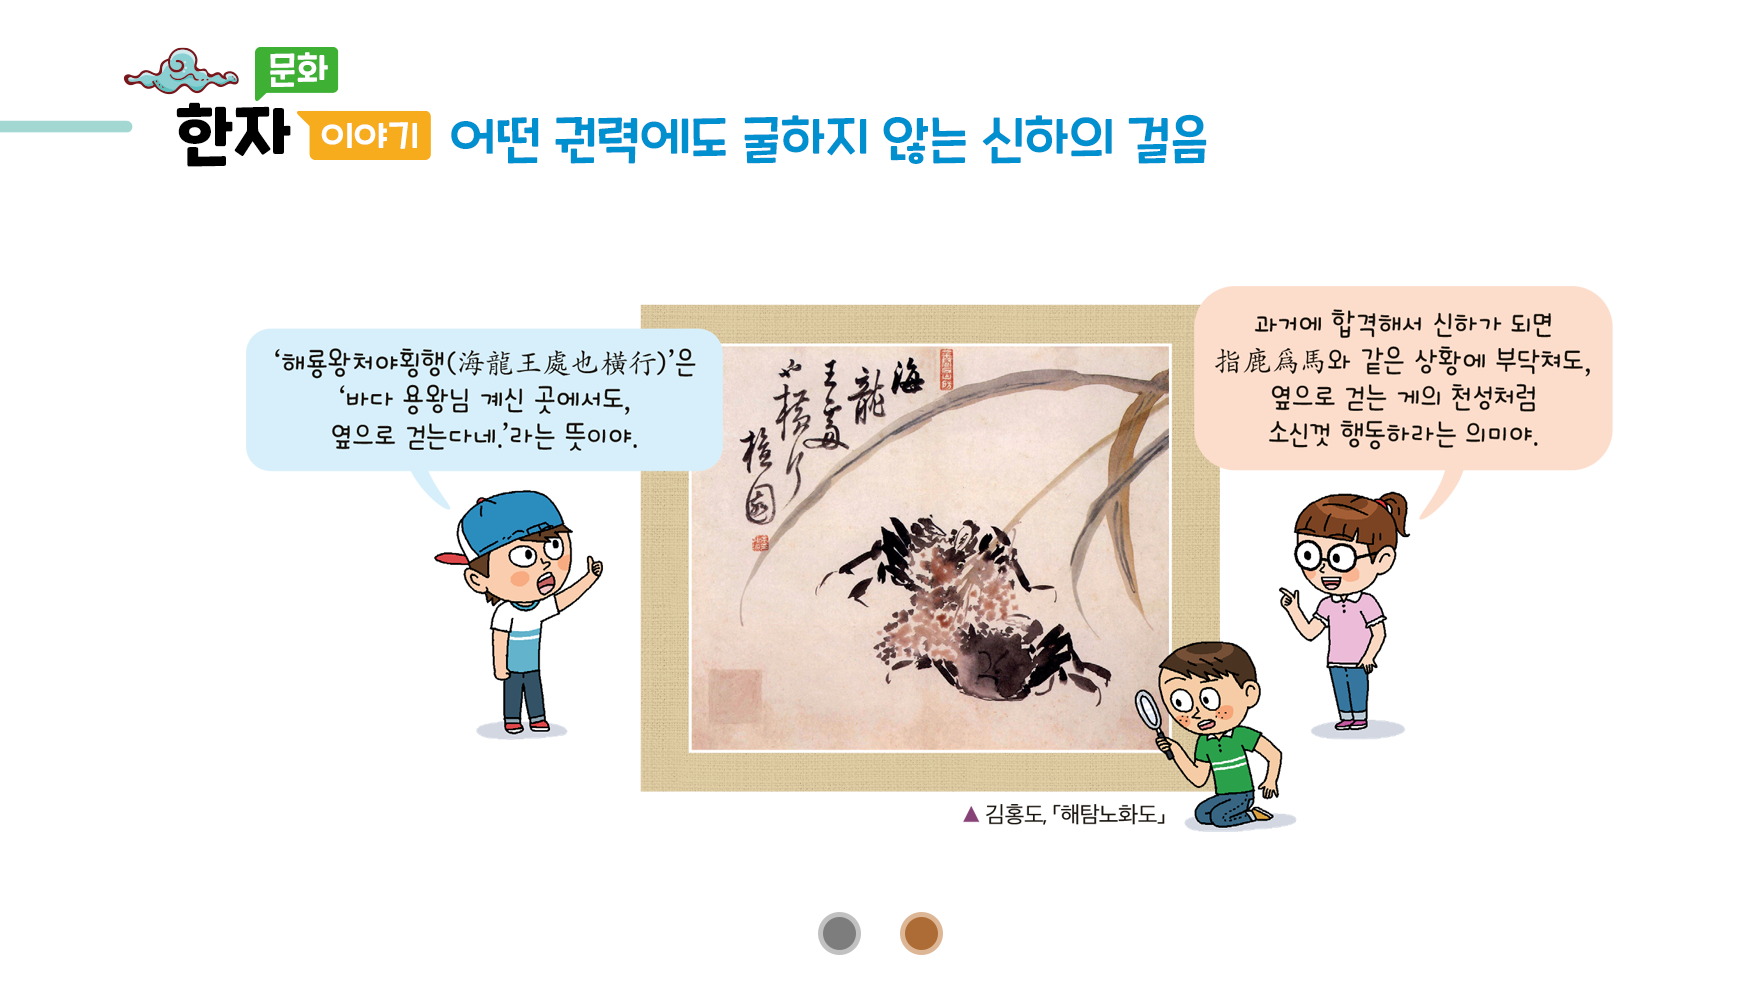 문화
한자 이야기 어떤 권력에도 굴하지 않는 신하의 걸음
‘해룡왕처야횡행(海龍王處也橫行)’은
‘바다 용왕님 계신 곳에서도,
옆으로 걷는다네.’라는 뜻이야.
과거에 합격해서 신하가 되면
指鹿爲馬와 같은 상황에 부닥쳐도,
옆으로 걷는 게의 천성처럼
소신껏 행동하라는 의미야.
海
龍
王處
也橫行
檀園
▲ 김홍도, 「해탐노화도」